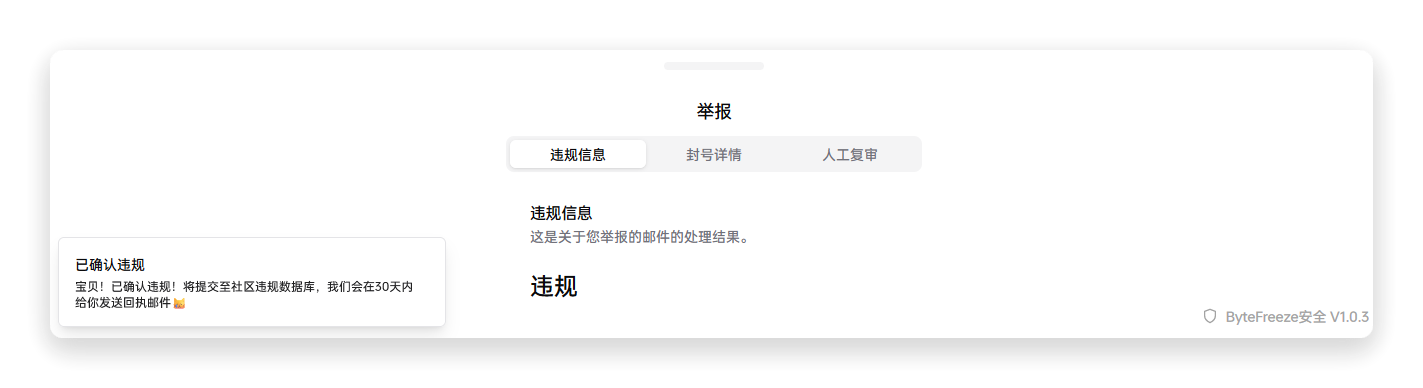 举报
违规信息
封号详情
人工复审
违规信息
这是关于您举报的邮件的处理结果。
违规
已确认违规
宝贝！已确认违规！将提交至社区违规数据库，我们会在30天内
给你发送回执邮件😹
ByteFreeze安全 V1.0.3